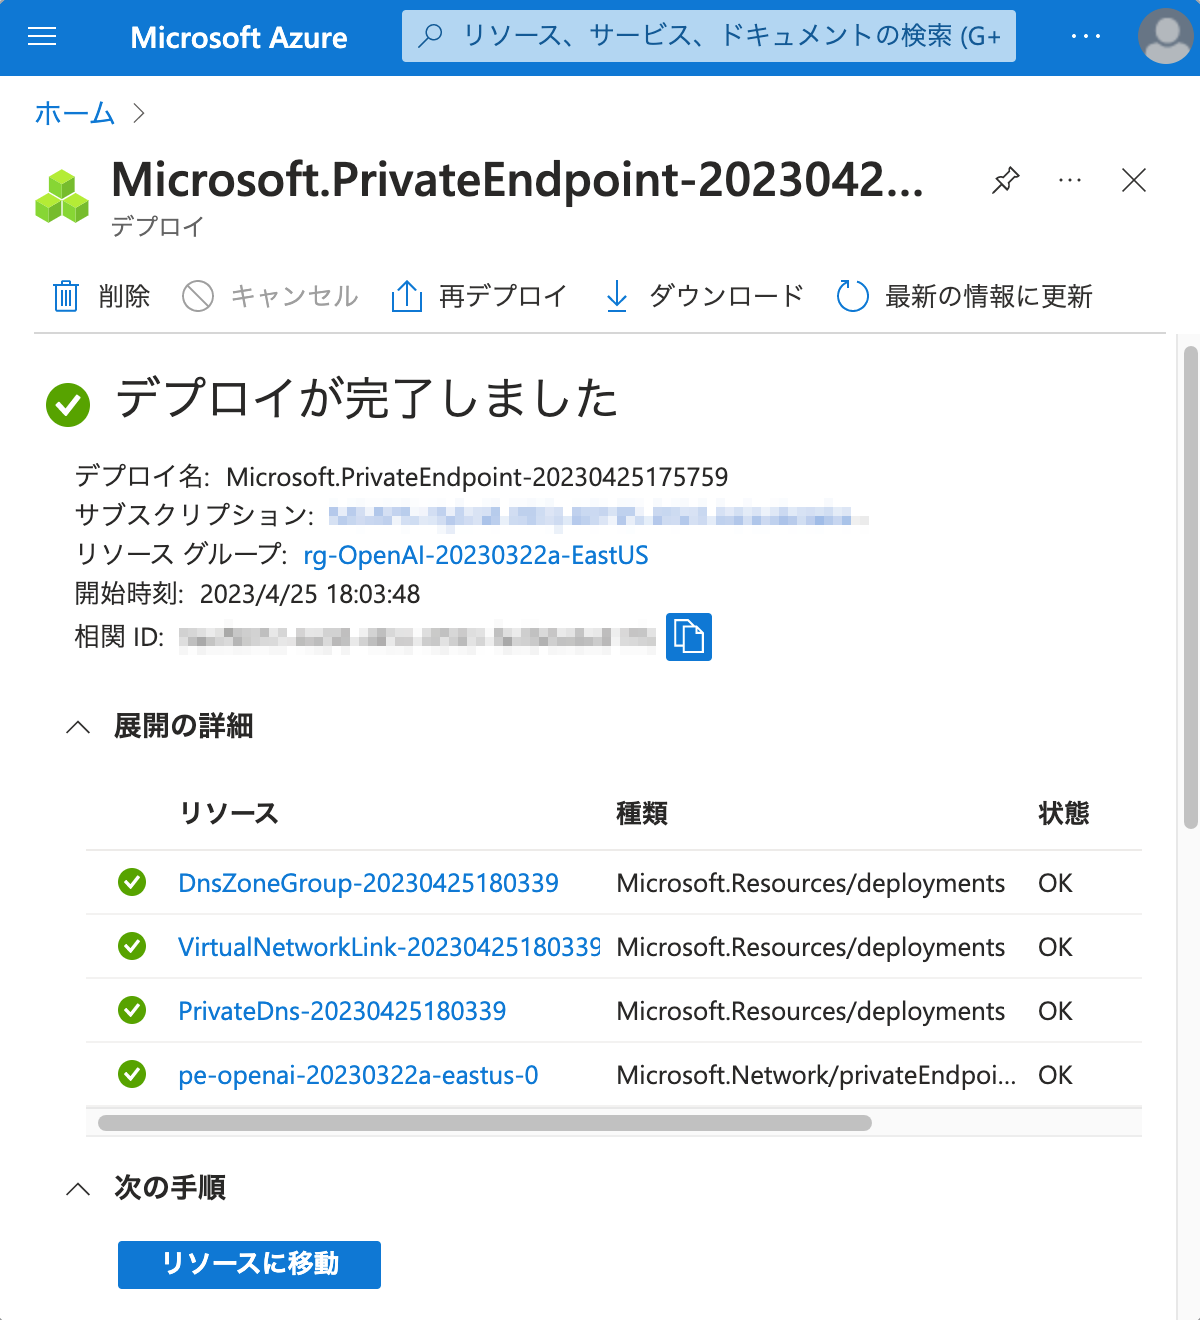 Microsoft Azure
リソース、サービス、ドキュメントの検索 (G+
ホーム
Microsoft.PrivateEndpoint-2023042...
デプロイ
削除 キャンセル 再デプロイ ダウンロード 最新の情報に更新
デプロイが完了しました
デプロイ名: Microsoft.PrivateEndpoint-20230425175759
サブスクリプション:
リソース グループ: rg-OpenAI-20230322a-EastUS
開始時刻: 2023/4/25 18:03:48
相関 ID:
展開の詳細
リソース 種類 状態
DnsZoneGroup-20230425180339 Microsoft.Resources/deployments OK
VirtualNetworkLink-20230425180339 Microsoft.Resources/deployments OK
PrivateDns-20230425180339 Microsoft.Resources/deployments OK
pe-openai-20230322a-eastus-0 Microsoft.Network/privateEndpoi... OK
次の手順
リソースに移動